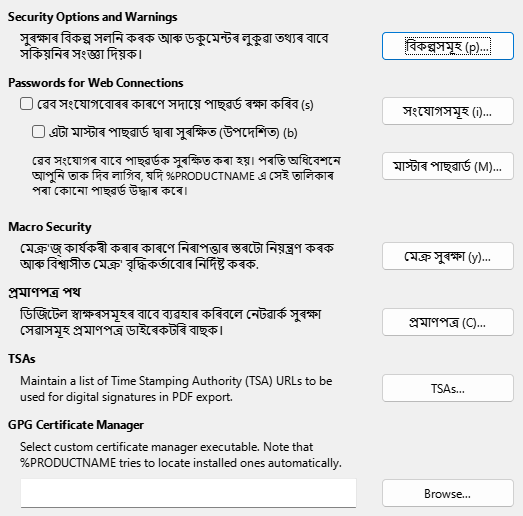 Security Options and Warnings
সুৰক্ষাৰ বিকল্প সলনি কৰক আৰু ডকুমেন্টৰ লুকুৱা তথ্যৰ বাবে
সকিয়নিৰ সংজ্ঞা দিয়ক।
বিকল্পসমূহ (p)...
Passwords for Web Connections
ৱেব সংযোগবোৰৰ কাৰণে সদায়ে পাছৱৰ্ড ৰক্ষা কৰিব (s)
সংযোগসমূহ (i)...
এটা মাস্টাৰ পাছৱাৰ্ড দ্বাৰা সুৰক্ষিত (উপদেশিত) (b)
ৱেব সংযোগৰ বাবে পাছৱৰ্ডক সুৰক্ষিত কৰা হয়। পৰতি অধিবেশনে
আপুনি তাক দিব লাগিব, যদি %PRODUCTNAME এ সেই তালিকাৰ
পৰা কোনো পাছ্ৱৰ্ড উদ্ধাৰ কৰে।
মাস্টাৰ পাছ্ৱাৰ্ড (M)...
Macro Security
মেক্ৰ'জ্ কাৰ্যকৰী কৰাৰ কাৰণে নিৰাপত্তাৰ স্তৰটো নিয়ন্ত্ৰণ কৰক
আৰু বিশ্বাসীত মেক্ৰ' বৃদ্ধিকৰ্তাবোৰ নিৰ্দিষ্ট কৰক.
মেক্ৰ সুৰক্ষা (y)...
প্ৰমাণপত্ৰ পথ
ডিজিটেল স্বাক্ষৰসমূহৰ বাবে ব্যৱহাৰ কৰিবলে নেটৱাৰ্ক সুৰক্ষা
সেৱাসমূহ প্ৰমাণপত্ৰ ডাইৰেকটৰি বাছক।
প্ৰমাণপত্ৰ (C)...
TSAs
Maintain a list of Time Stamping Authority (TSA) URLs to be
used for digital signatures in PDF export.
TSAs...
GPG Certificate Manager
Select custom certificate manager executable. Note that
%PRODUCTNAME tries to locate installed ones automatically.
Browse...